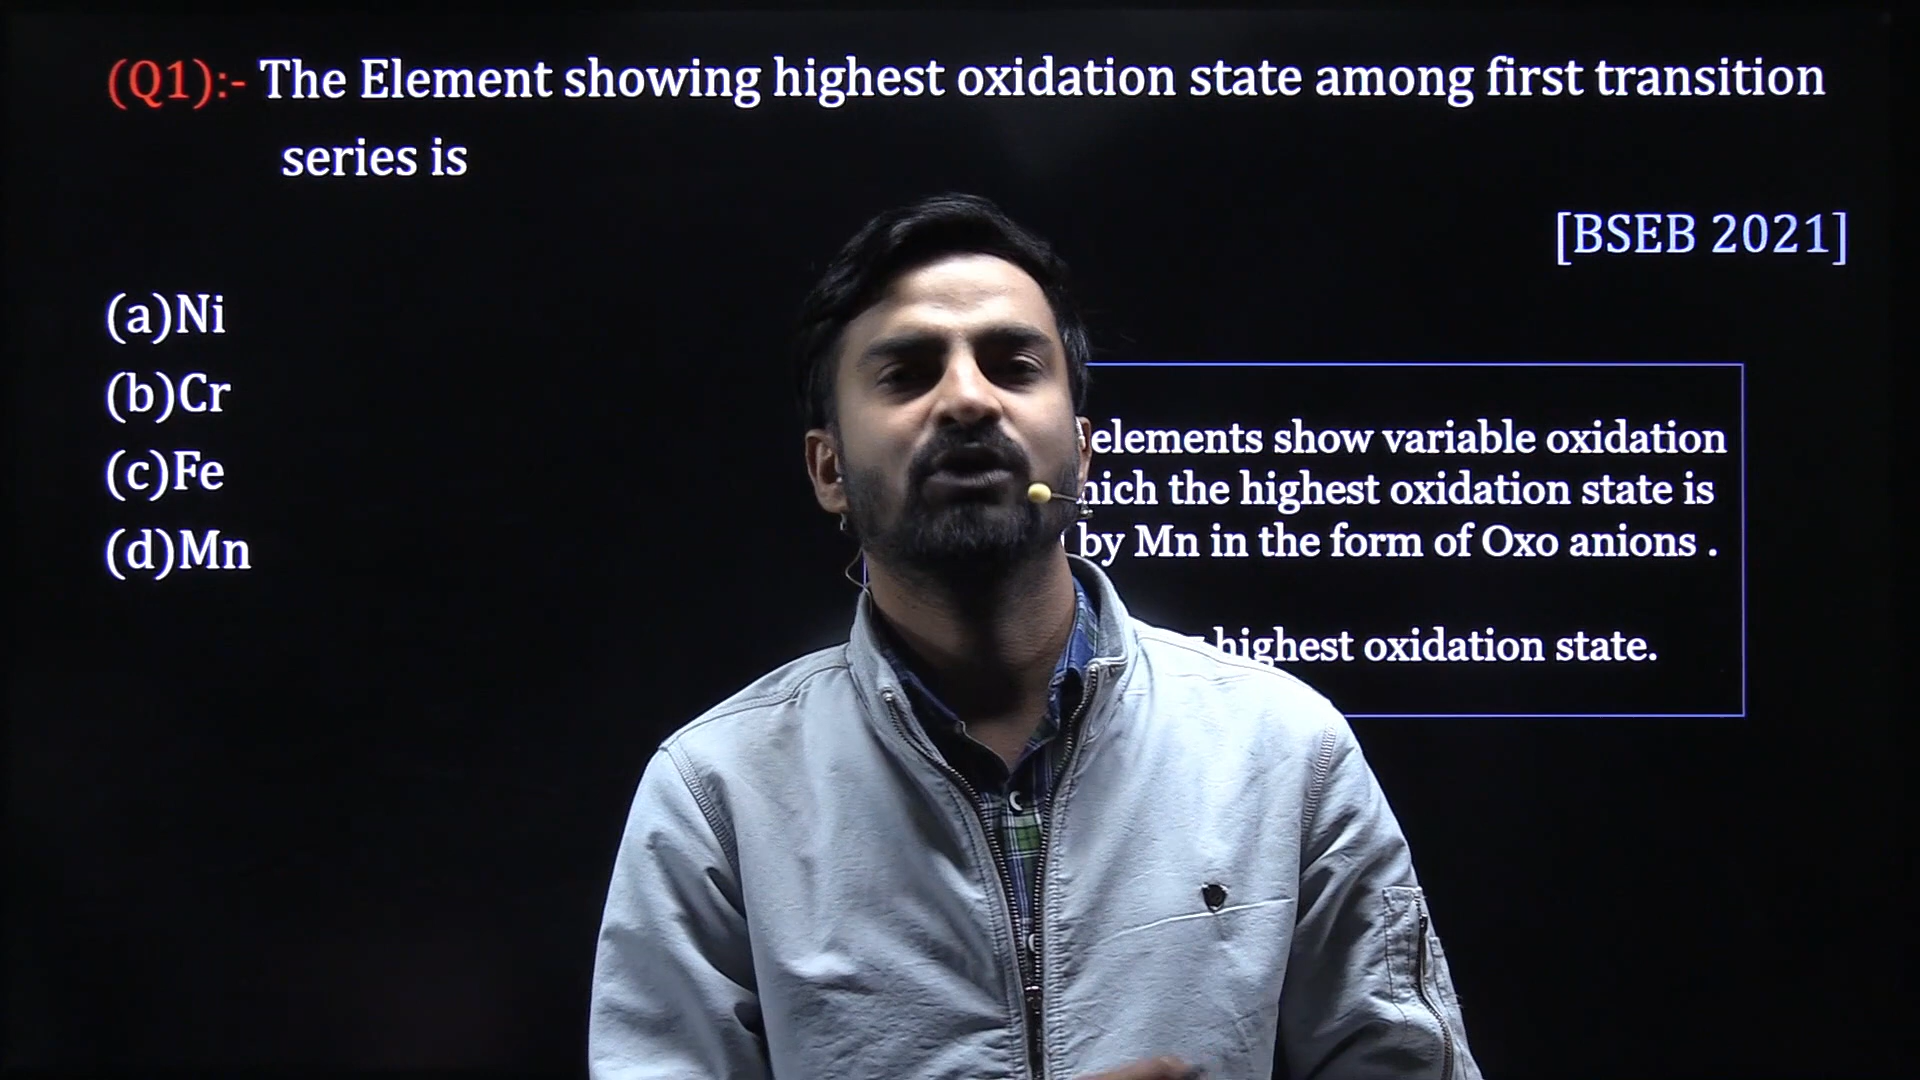 (Q1):- The Element showing highest oxidation state among first transition
series is
[BSEB 2021]
(a)Ni
(b)Cr
(c)Fe
(d)Mn
elements show variable oxidation
the highest oxidation state is
by Mn in the form of Oxo anions .
highest oxidation state.